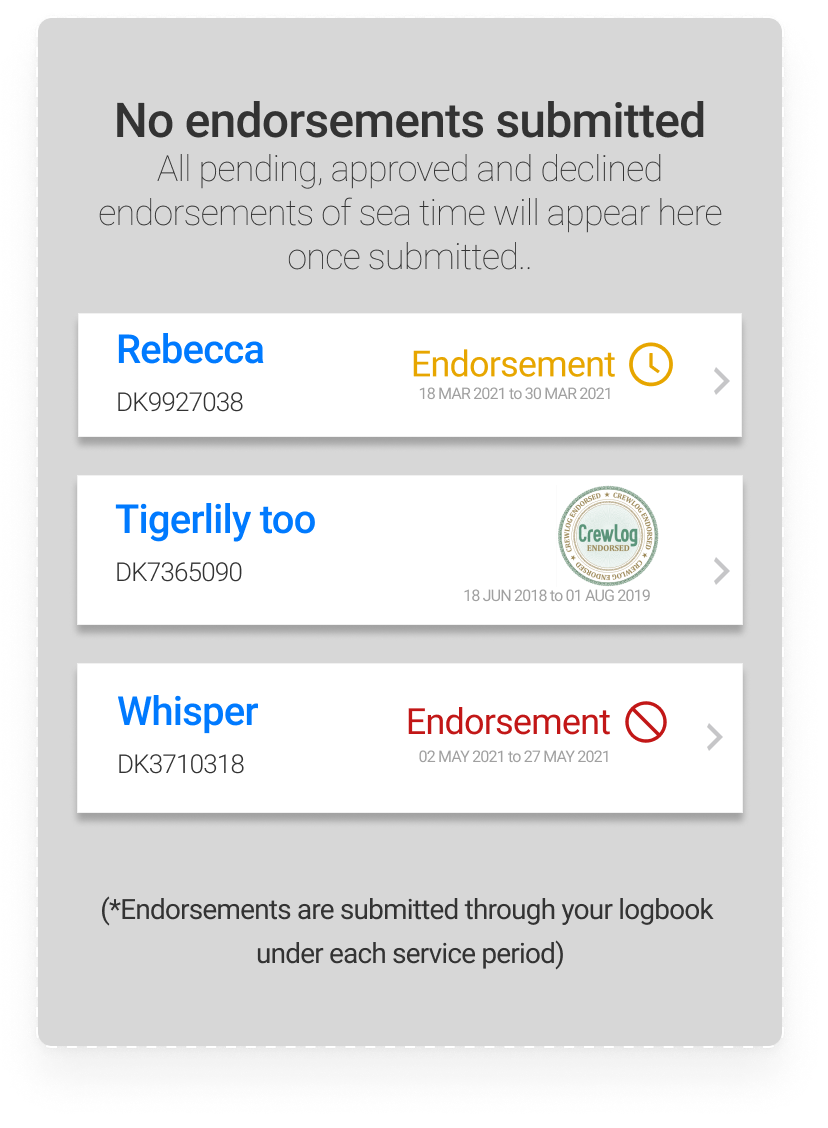 No endorsements submitted
All pending, approved and declined
endorsements of sea time will appear here
once submitted..
Rebecca
DK9927038
Endorsement
18 MAR 2021 to 30 MAR 2021
Tigerlily too
DK7365090
CREWLOG ENDORSED ★ CREWLOG ENDORSED ★ CREWLOG ENDORSED ★
CrewLog
ENDORSED
18 JUN 2018 to 01 AUG 2019
Whisper
DK3710318
Endorsement
02 MAY 2021 to 27 MAY 2021
(*Endorsements are submitted through your logbook
under each service period)